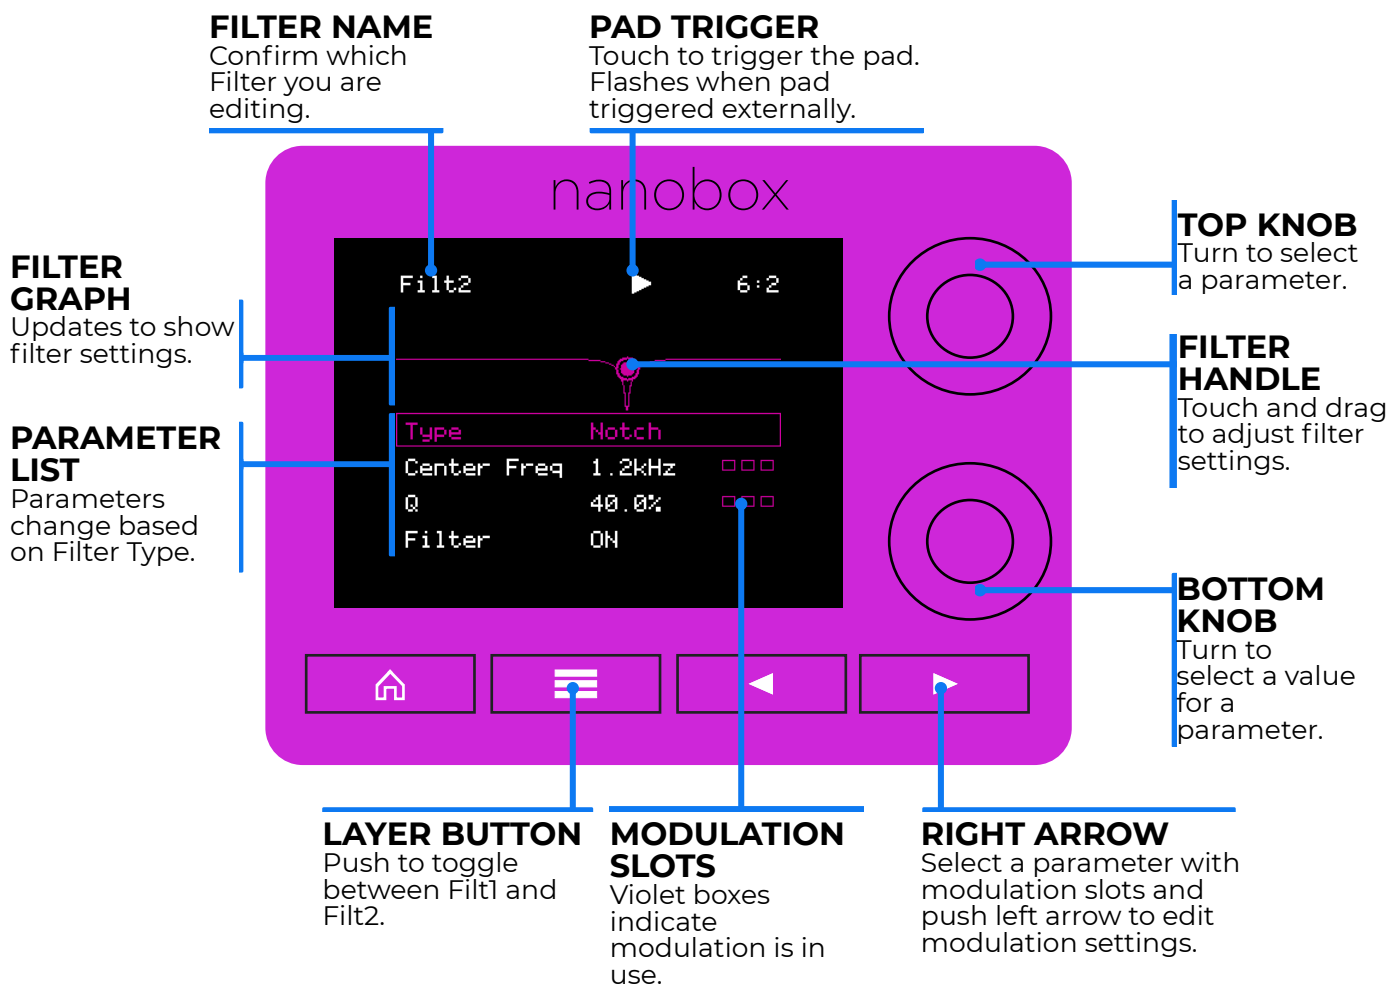 FILTER NAME
Confirm which
Filter you are
editing.
PAD TRIGGER
Touch to trigger the pad.
Flashes when pad
triggered externally.
nanobox
FILTER
GRAPH
Updates to show
filter settings.
PARAMETER
LIST
Parameters
change based
on Filter Type.
Filt2
6:2
Type Notch
Center Freq 1.2kHz
Q 40.0%
Filter ON
TOP KNOB
Turn to select
a parameter.
FILTER
HANDLE
Touch and drag
to adjust filter
settings.
BOTTOM
KNOB
Turn to
select a value
for a
parameter.
LAYER BUTTON
Push to toggle
between Filt1 and
Filt2.
MODULATION
SLOTS
Violet boxes
indicate
modulation is in
use.
RIGHT ARROW
Select a parameter with
modulation slots and
push left arrow to edit
modulation settings.